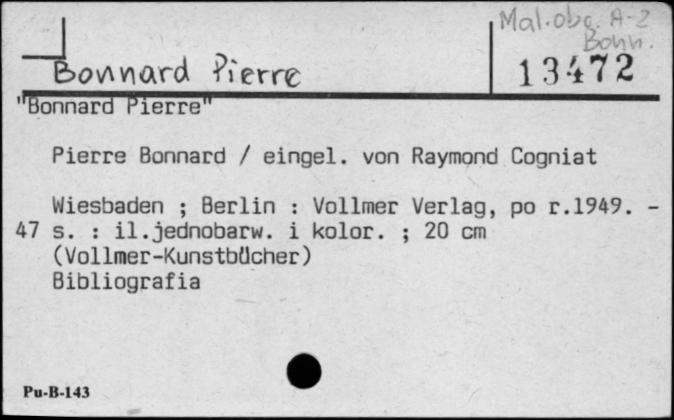 Mal. obc. A-Z
Bonn.
Bonnard Pierre
13472
"Bonnard Pierre"
Pierre Bonnard / eingel. von Raymond Cogniat
Wiesbaden ; Berlin : Vollmer Verlag, po r.1949. -
47 s. : il.jednobarw. i kolor. ; 20 cm
(Vollmer-Kunstbücher)
Bibliografia
Pu-B-143